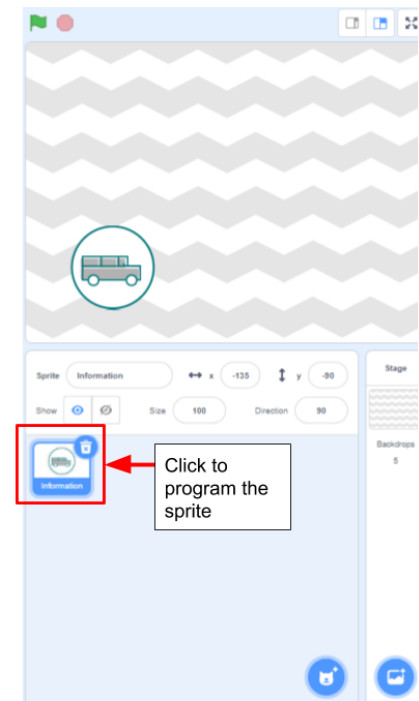 Sprite Information x -135 y -90
Stage
Show Size 100 Direction 90
Backdrops
5
Information
Click to
program the
sprite